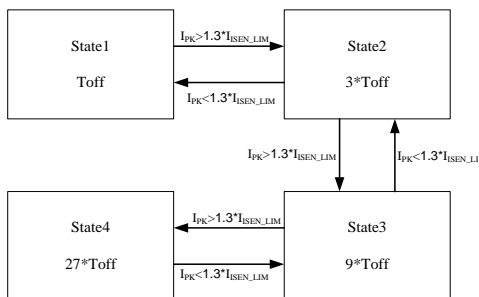 State1
Toff
I_PK>1.3*I_ISEN_LIM
I_PK<1.3*I_ISEN_LIM
State2
3*Toff
I_PK>1.3*I_ISEN_LIM
I_PK<1.3*I_ISEN_LI
State4
27*Toff
I_PK>1.3*I_ISEN_LIM
I_PK<1.3*I_ISEN_LIM
State3
9*Toff